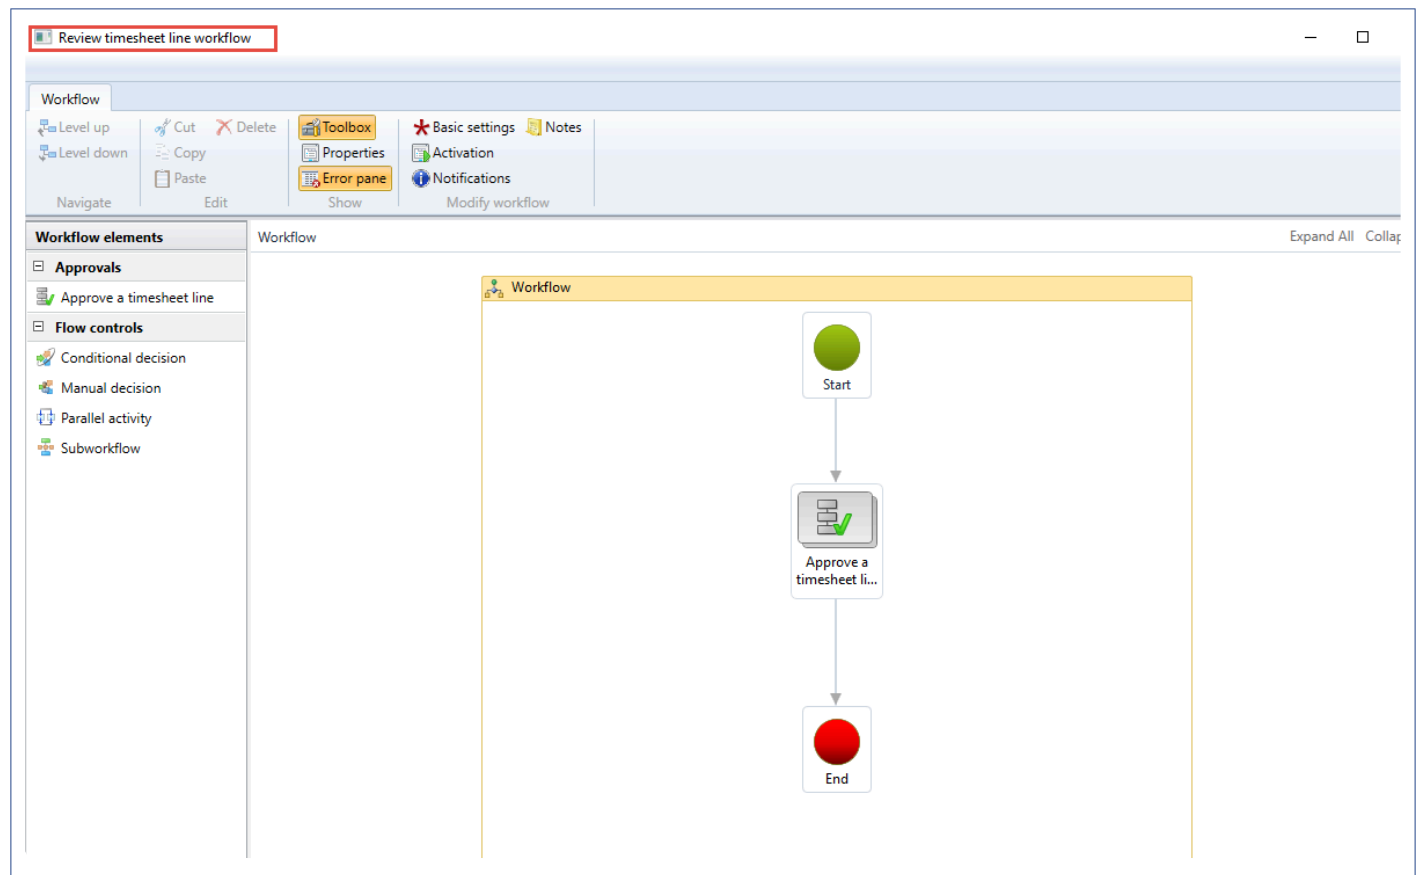 Review timesheet line workflow
Workflow
Level up
Cut
Delete
Toolbox
Basic settings
Notes
Level down
Copy
Properties
Activation
Paste
Error pane
Notifications
Navigate
Edit
Show
Modify workflow
Workflow elements
Workflow
Expand All
Collap
Approvals
Approve a timesheet line
Flow controls
Conditional decision
Manual decision
Parallel activity
Subworkflow
Workflow
Start
Approve a
timesheet li...
End